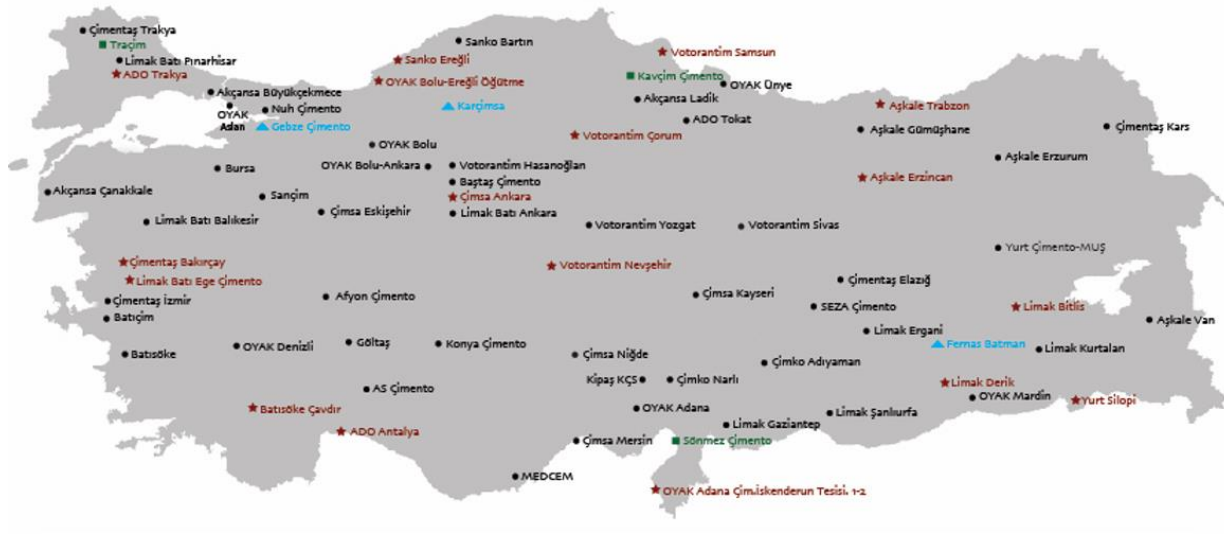 Çimentaş Trakya
Traçim
Limak Batı Pınarhisar
ADO Trakya
Akçansa Büyükçekmece
OYAK
Aslan
Nuh Çimento
Gebze Çimento
Sanko Bartın
Sanko Ereğli
OYAK Bolu-Ereğli Öğütme
Karçimsa
Votorantim Samsun
Kavçim Çimento
OYAK Ünye
Akçansa Ladik
ADO Tokat
Votorantim Çorum
Aşkale Trabzon
Aşkale Gümüşhane
Çimentaş Kars
Aşkale Erzurum
Aşkale Erzincan
OYAK Bolu
Bursa
OYAK Bolu-Ankara
Votorantim Hasanoğlan
Baştaş Çimento
Çimsa Ankara
Limak Batı Ankara
Akçansa Çanakkale
Sançim
Çimsa Eskişehir
Limak Batı Balıkesir
Votorantim Yozgat
Votorantim Sivas
Yurt Çimento-MUŞ
Çimentaş Bakırçay
Limak Batı Ege Çimento
Votorantim Nevşehir
Çimentaş Elazığ
Çimentaş İzmir
Afyon Çimento
Çimsa Kayseri
SEZA Çimento
Limak Bitlis
Batıçim
Aşkale Van
Limak Ergani
Batısöke
OYAK Denizli
Göltaş
Konya Çimento
Çimsa Niğde
Fernas Batman
Limak Kurtalan
Çimko Adıyaman
AS Çimento
Kipaş KÇS
Çimko Narlı
Limak Derik
OYAK Mardin
Yurt Silopi
Batısöke Çavdır
OYAK Adana
Limak Şanlıurfa
ADO Antalya
Limak Gaziantep
Çimsa Mersin
Sönmez Çimento
MEDCEM
OYAK Adana Çim.İskenderun Tesisi. 1-2